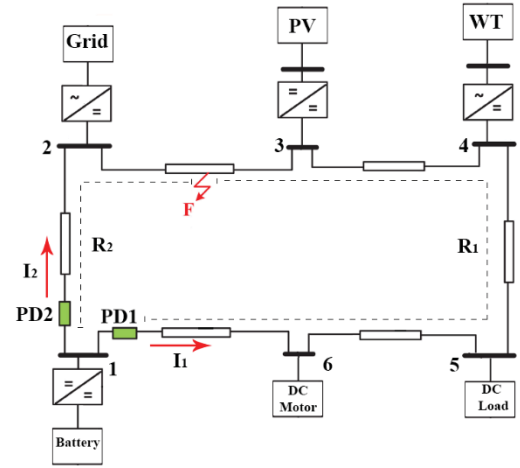 Grid
PV
WT
~
=
=
=
~
=
2
3
4
F
R2
R1
I2
PD2
PD1
I1
1
6
5
=
=
DC
Motor
DC
Load
Battery